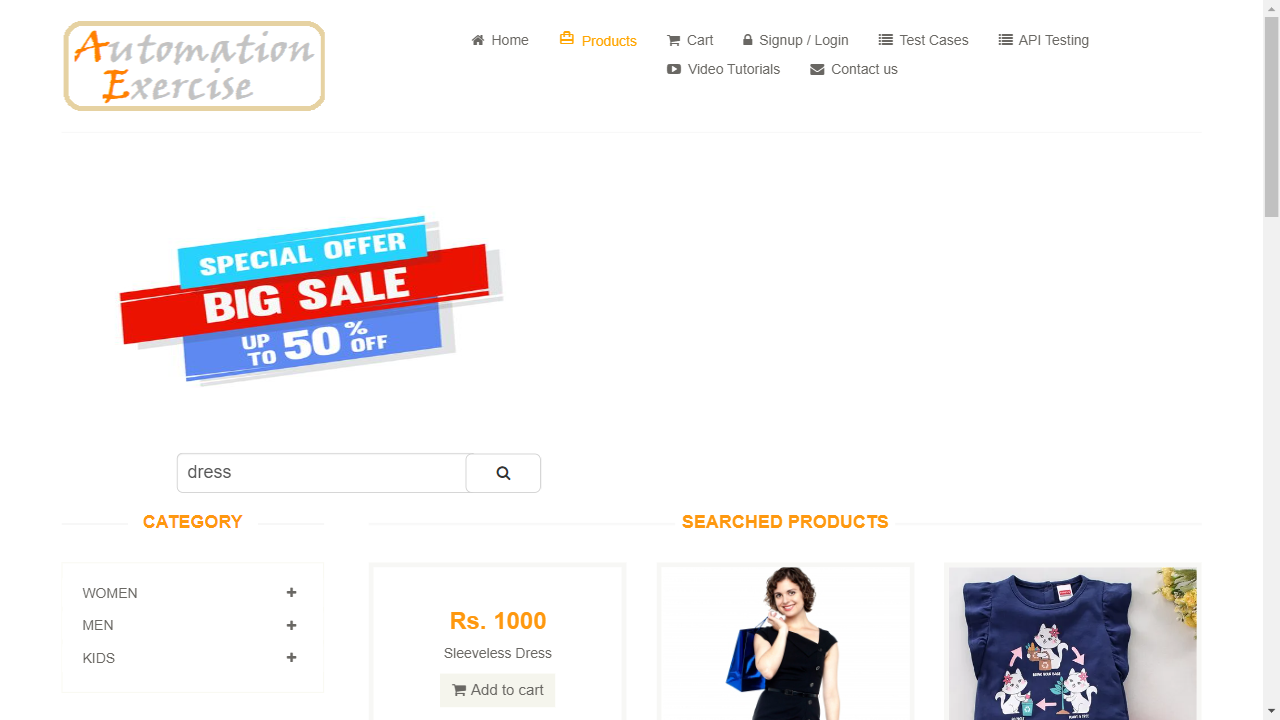 Automation
Exercise
Home
Products
Cart
Signup / Login
Test Cases
API Testing
Video Tutorials
Contact us
SPECIAL OFFER
BIG SALE
UP TO 50% OFF
dress
CATEGORY
SEARCHED PRODUCTS
WOMEN
MEN
KIDS
Rs. 1000
Sleeveless Dress
Add to cart